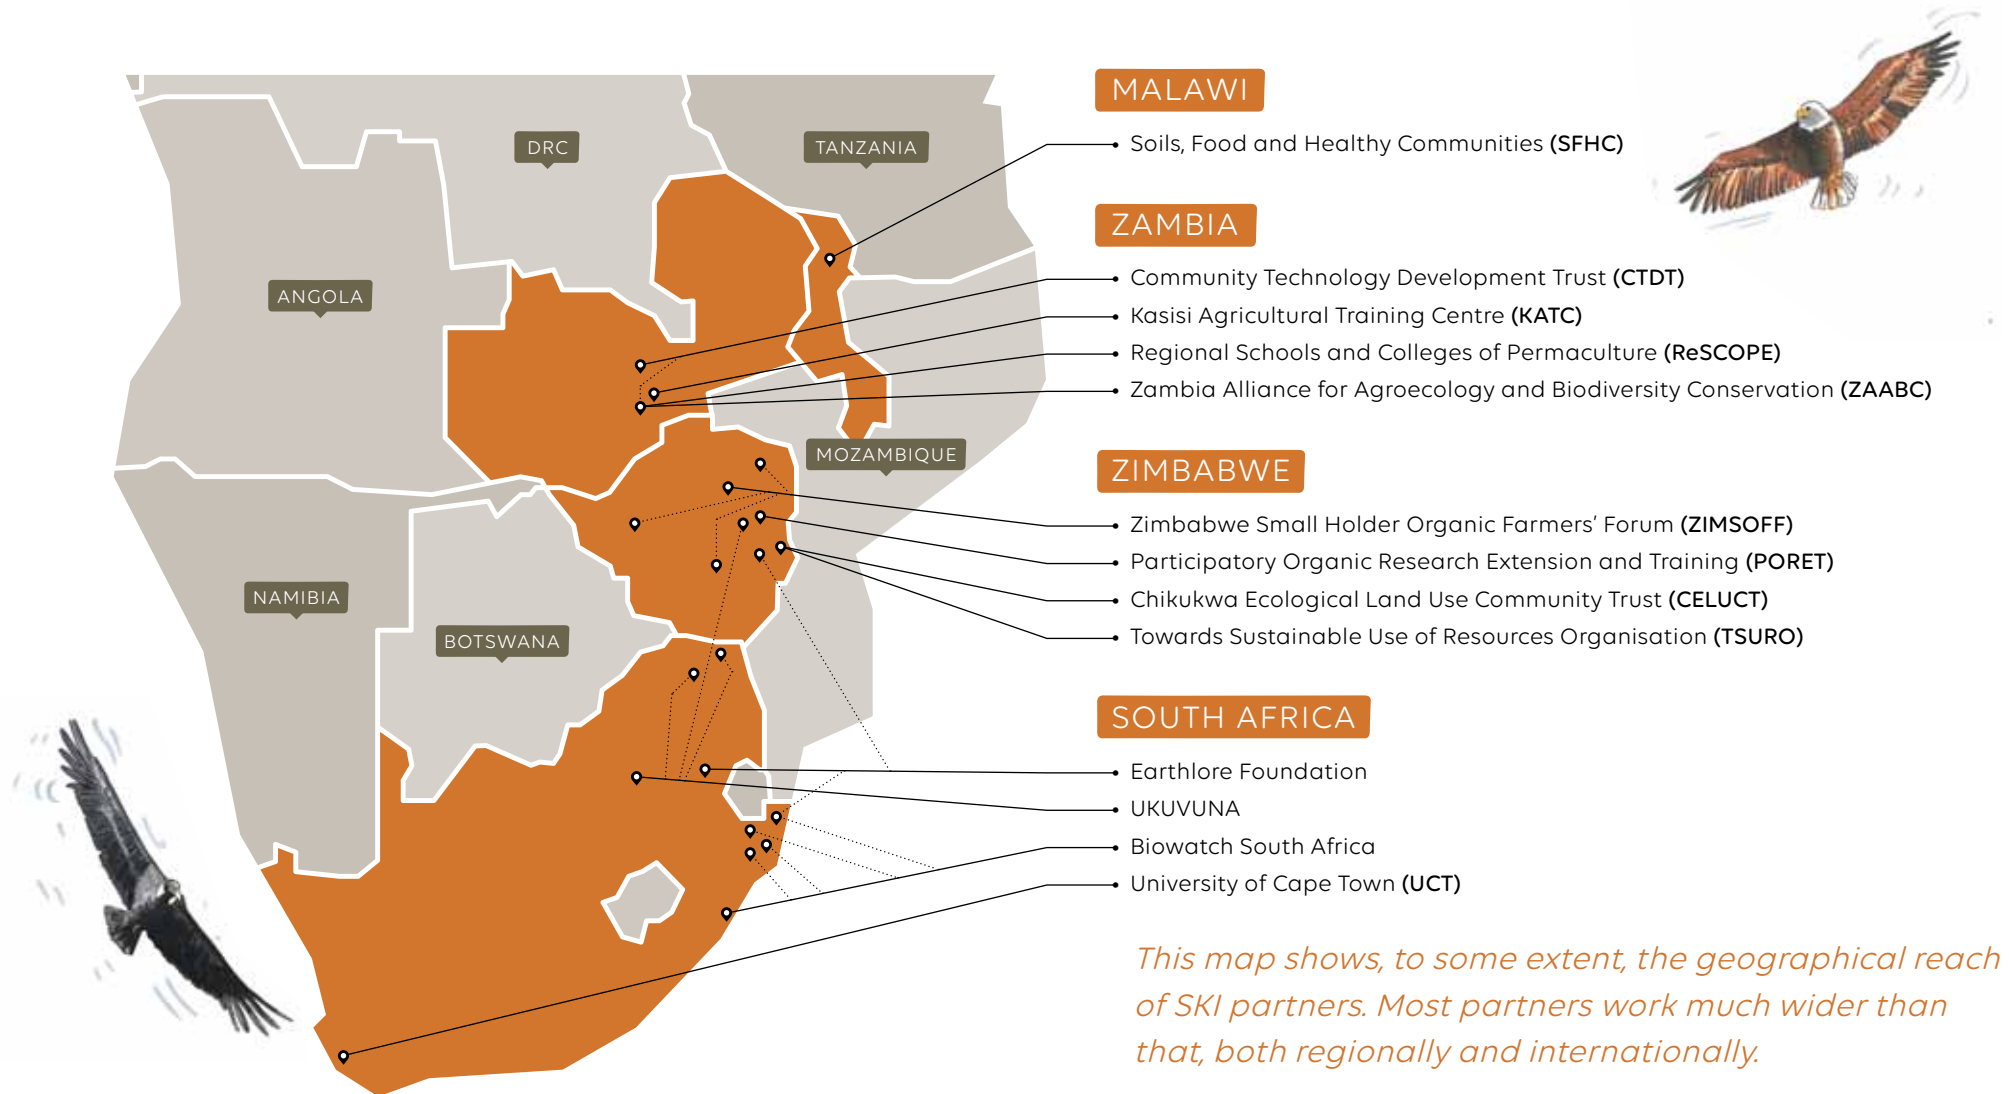 DRC
TANZANIA
ANGOLA
MOZAMBIQUE
NAMIBIA
BOTSWANA
MALAWI
Soils, Food and Healthy Communities (SFHC)
ZAMBIA
Community Technology Development Trust (CTDT)
Kasisi Agricultural Training Centre (KATC)
Regional Schools and Colleges of Permaculture (ReSCOPE)
Zambia Alliance for Agroecology and Biodiversity Conservation (ZAABC)
ZIMBABWE
Zimbabwe Small Holder Organic Farmers' Forum (ZIMSOFF)
Participatory Organic Research Extension and Training (PORET)
Chikukwa Ecological Land Use Community Trust (CELUCT)
Towards Sustainable Use of Resources Organisation (TSURO)
SOUTH AFRICA
Earthlore Foundation
UKUVUNA
Biowatch South Africa
University of Cape Town (UCT)
This map shows, to some extent, the geographical reach
of SKI partners. Most partners work much wider than
that, both regionally and internationally.